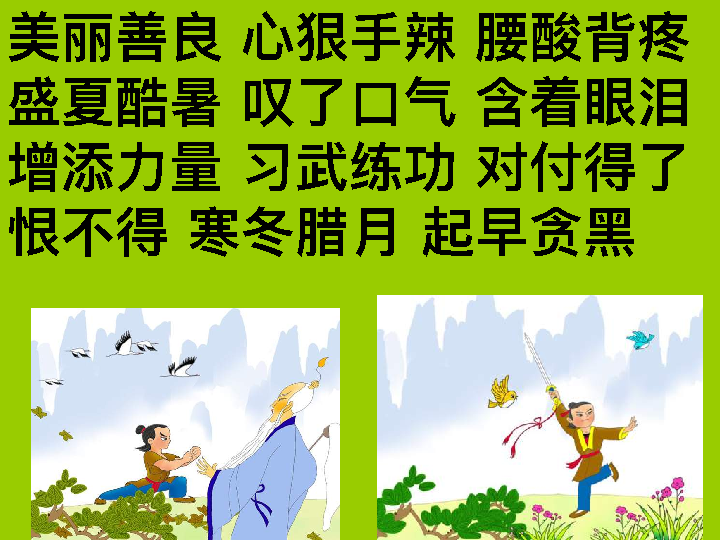 美丽善良 心狠手辣 腰酸背疼
盛夏酷暑 叹了口气 含着眼泪
增添力量 习武练功 对付得了
恨不得 寒冬腊月 起早贪黑